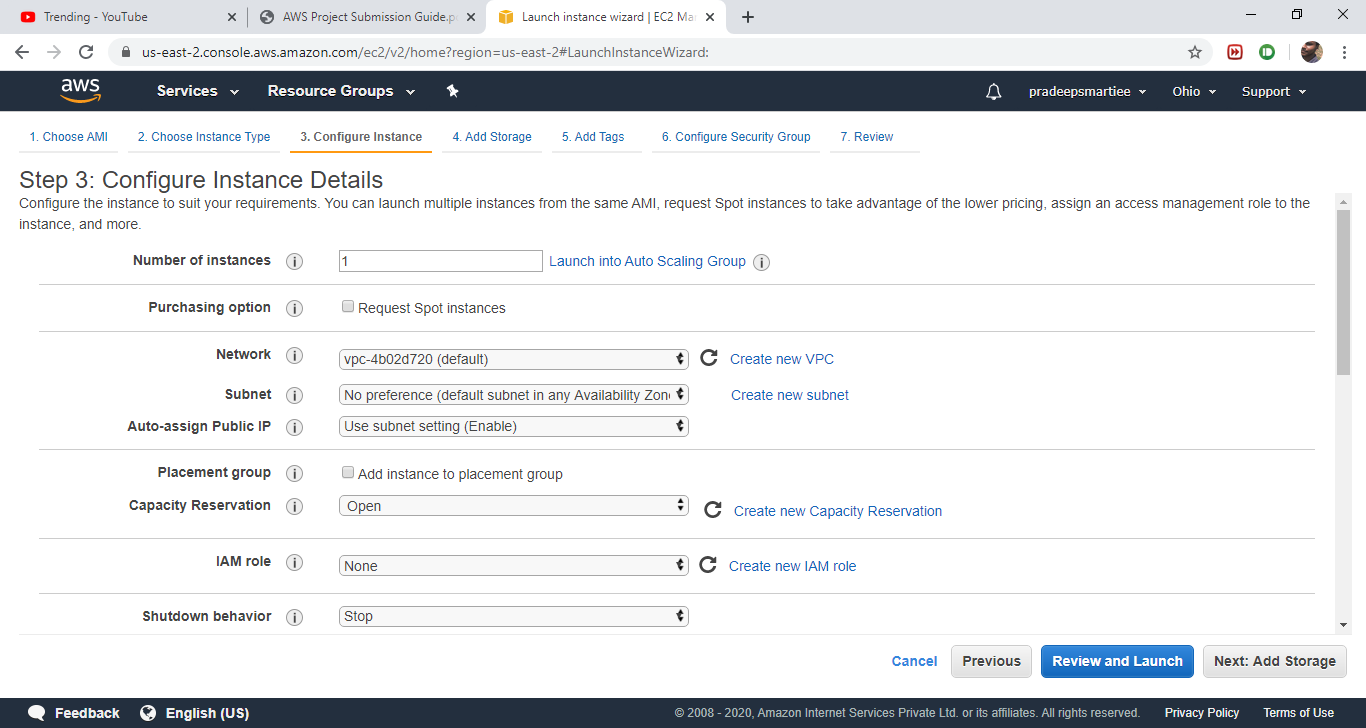 Trending - YouTube
AWS Project Submission Guide.p
Launch instance wizard | EC2 Ma
us-east-2.console.aws.amazon.com/ec2/v2/home?region=us-east-2#LaunchInstanceWizard:
aws
Services
Resource Groups
pradeepsmartiee
Ohio
Support
1. Choose AMI
2. Choose Instance Type
3. Configure Instance
4. Add Storage
5. Add Tags
6. Configure Security Group
7. Review
Step 3: Configure Instance Details
Configure the instance to suit your requirements. You can launch multiple instances from the same AMI, request Spot instances to take advantage of the lower pricing, assign an access management role to the
instance, and more.
Number of instances i 1 Launch into Auto Scaling Group i
Purchasing option i Request Spot instances
Network i vpc-4b02d720 (default) Create new VPC
Subnet i No preference (default subnet in any Availability Zone Create new subnet
Auto-assign Public IP i Use subnet setting (Enable)
Placement group i Add instance to placement group
Capacity Reservation i Open Create new Capacity Reservation
IAM role i None Create new IAM role
Shutdown behavior i Stop
Cancel Previous Review and Launch Next: Add Storage
Feedback English (US) © 2008 - 2020, Amazon Internet Services Private Ltd. or its affiliates. All rights reserved. Privacy Policy Terms of Use